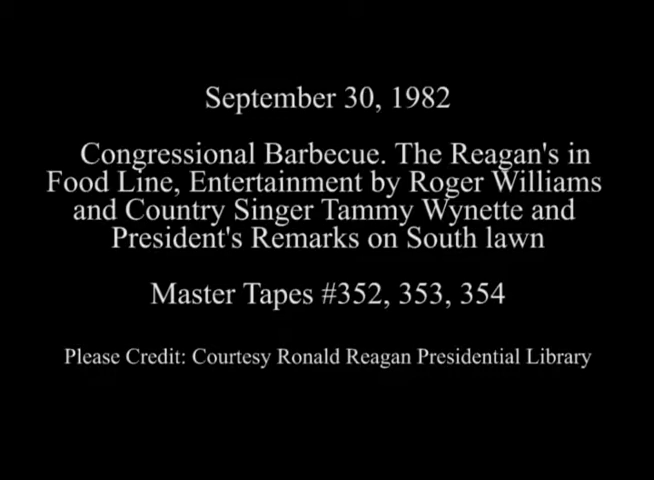 September 30, 1982
Congressional Barbecue. The Reagan's in
Food Line, Entertainment by Roger Williams
and Country Singer Tammy Wynette and
President's Remarks on South lawn
Master Tapes #352, 353, 354
Please Credit: Courtesy Ronald Reagan Presidential Library